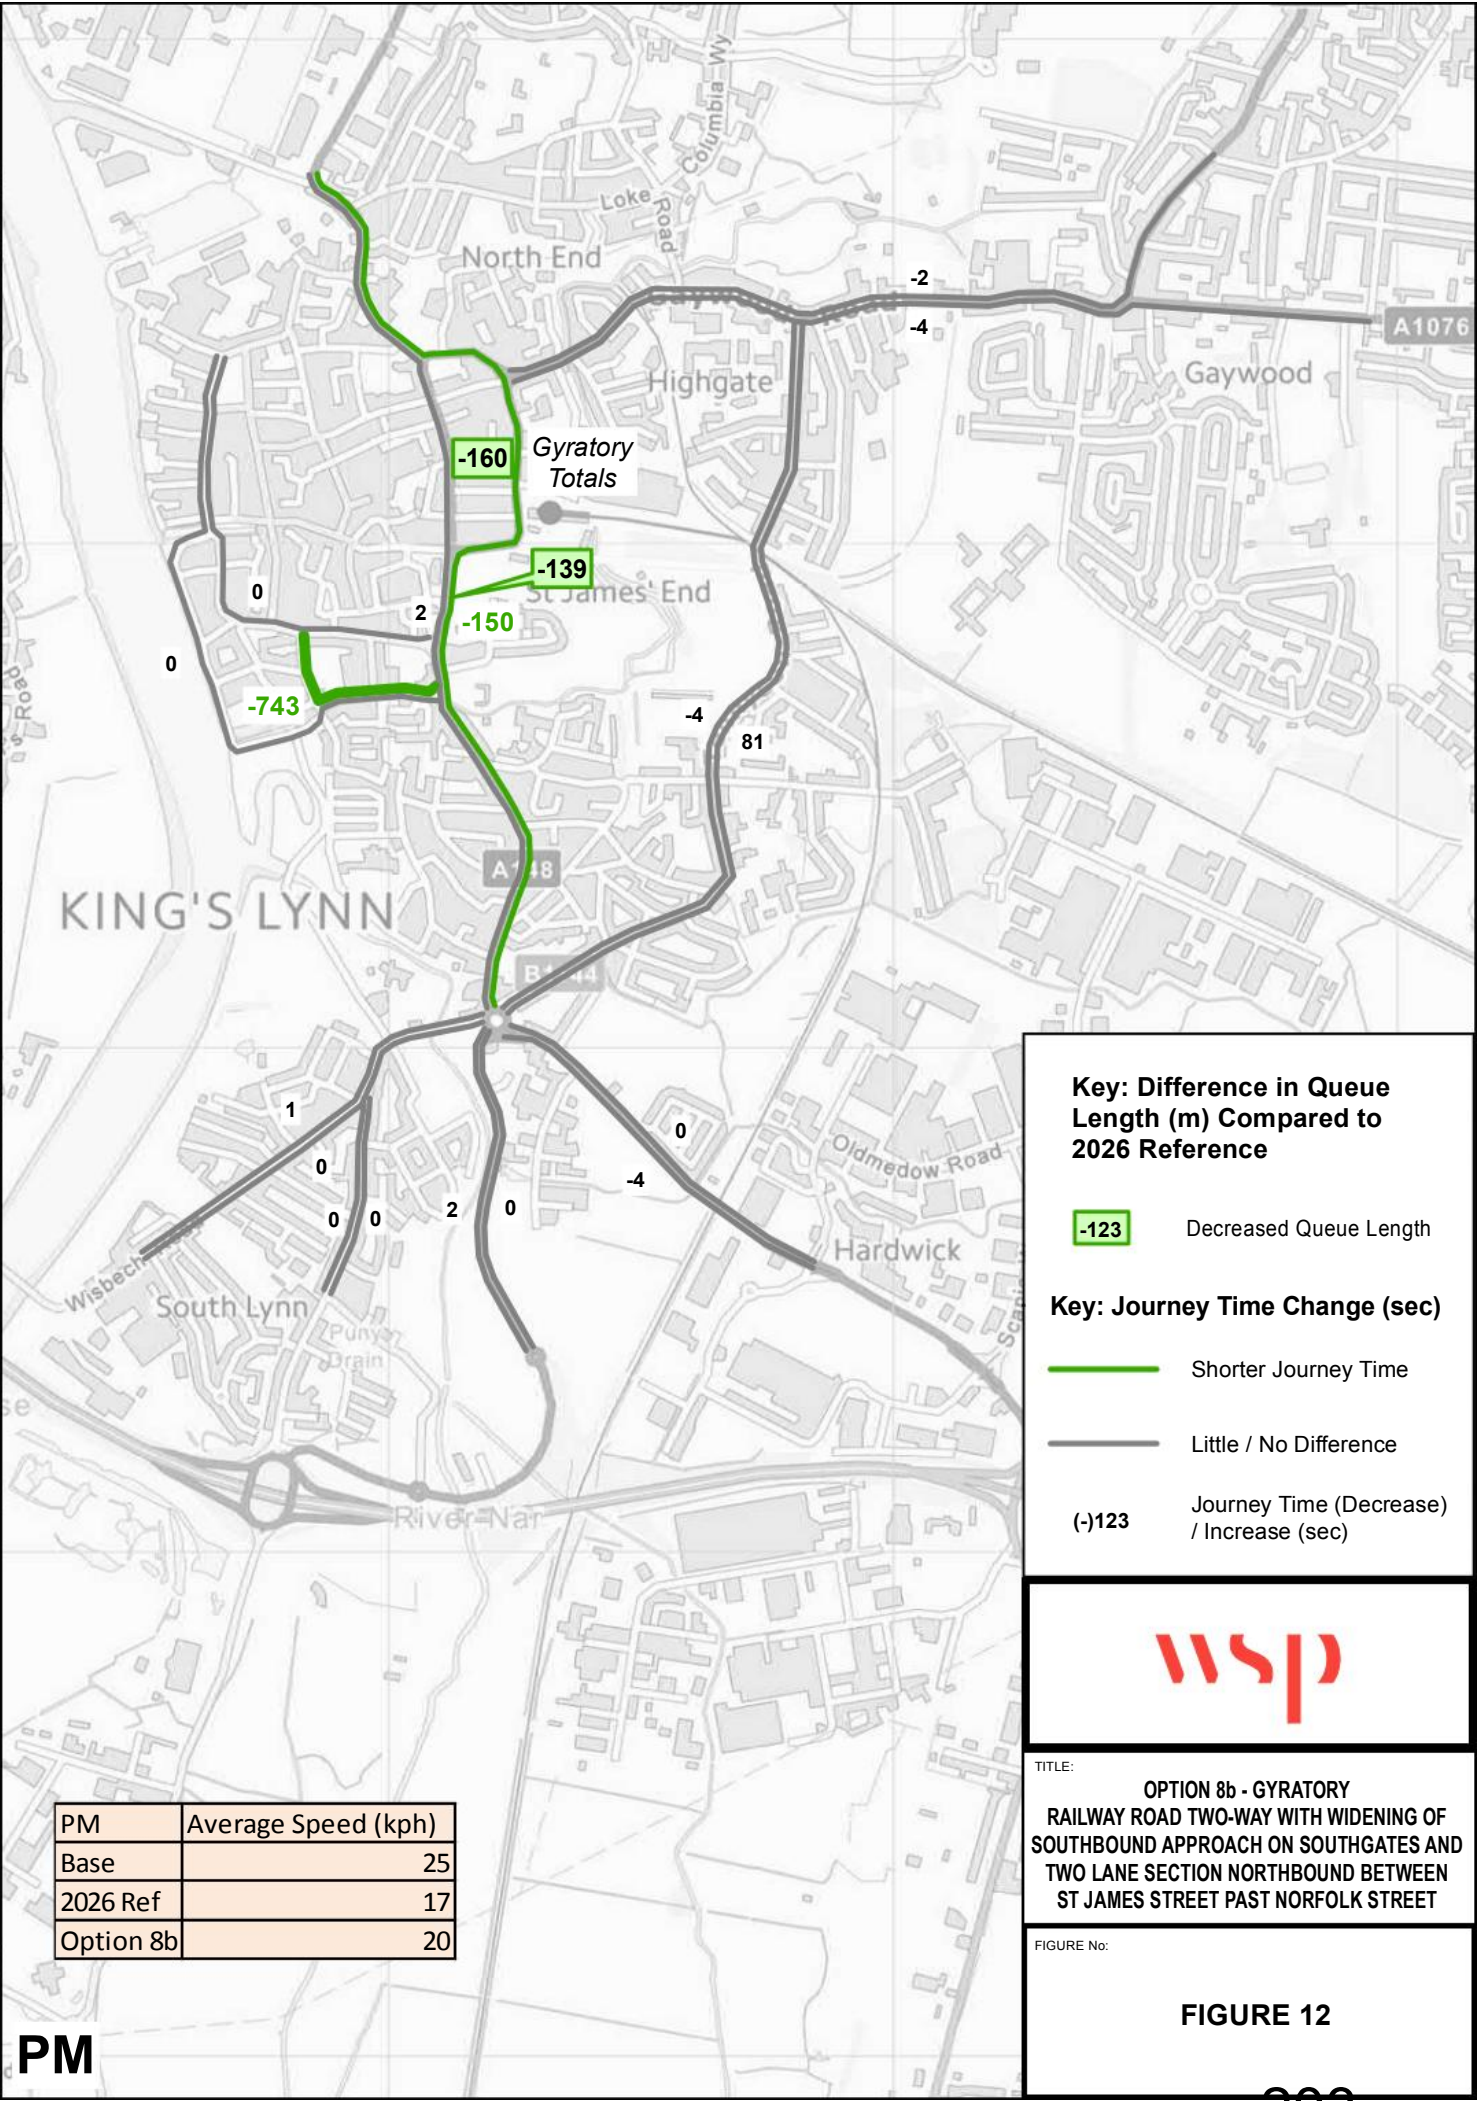 Columbia Wy
Loke Road
North End
-2
-4
A1076
Highgate
Gaywood
-160
Gyratory
Totals
-139
St James' End
0
2
-150
0
-743
-4
81
A148
KING'S LYNN
1
0
0
0
2
0
0
-4
Oldmedow Road
Hardwick
Wisbech
South Lynn
Puny
Drain
River Nar
Key: Difference in Queue
Length (m) Compared to
2026 Reference
-123 Decreased Queue Length
Key: Journey Time Change (sec)
Shorter Journey Time
Little / No Difference
(-)123 Journey Time (Decrease)
/ Increase (sec)
wsp
TITLE:
OPTION 8b - GYRATORY
RAILWAY ROAD TWO-WAY WITH WIDENING OF
SOUTHBOUND APPROACH ON SOUTHGATES AND
TWO LANE SECTION NORTHBOUND BETWEEN
ST JAMES STREET PAST NORFOLK STREET
FIGURE No:
FIGURE 12
PM Average Speed (kph)
Base 25
2026 Ref 17
Option 8b 20
PM